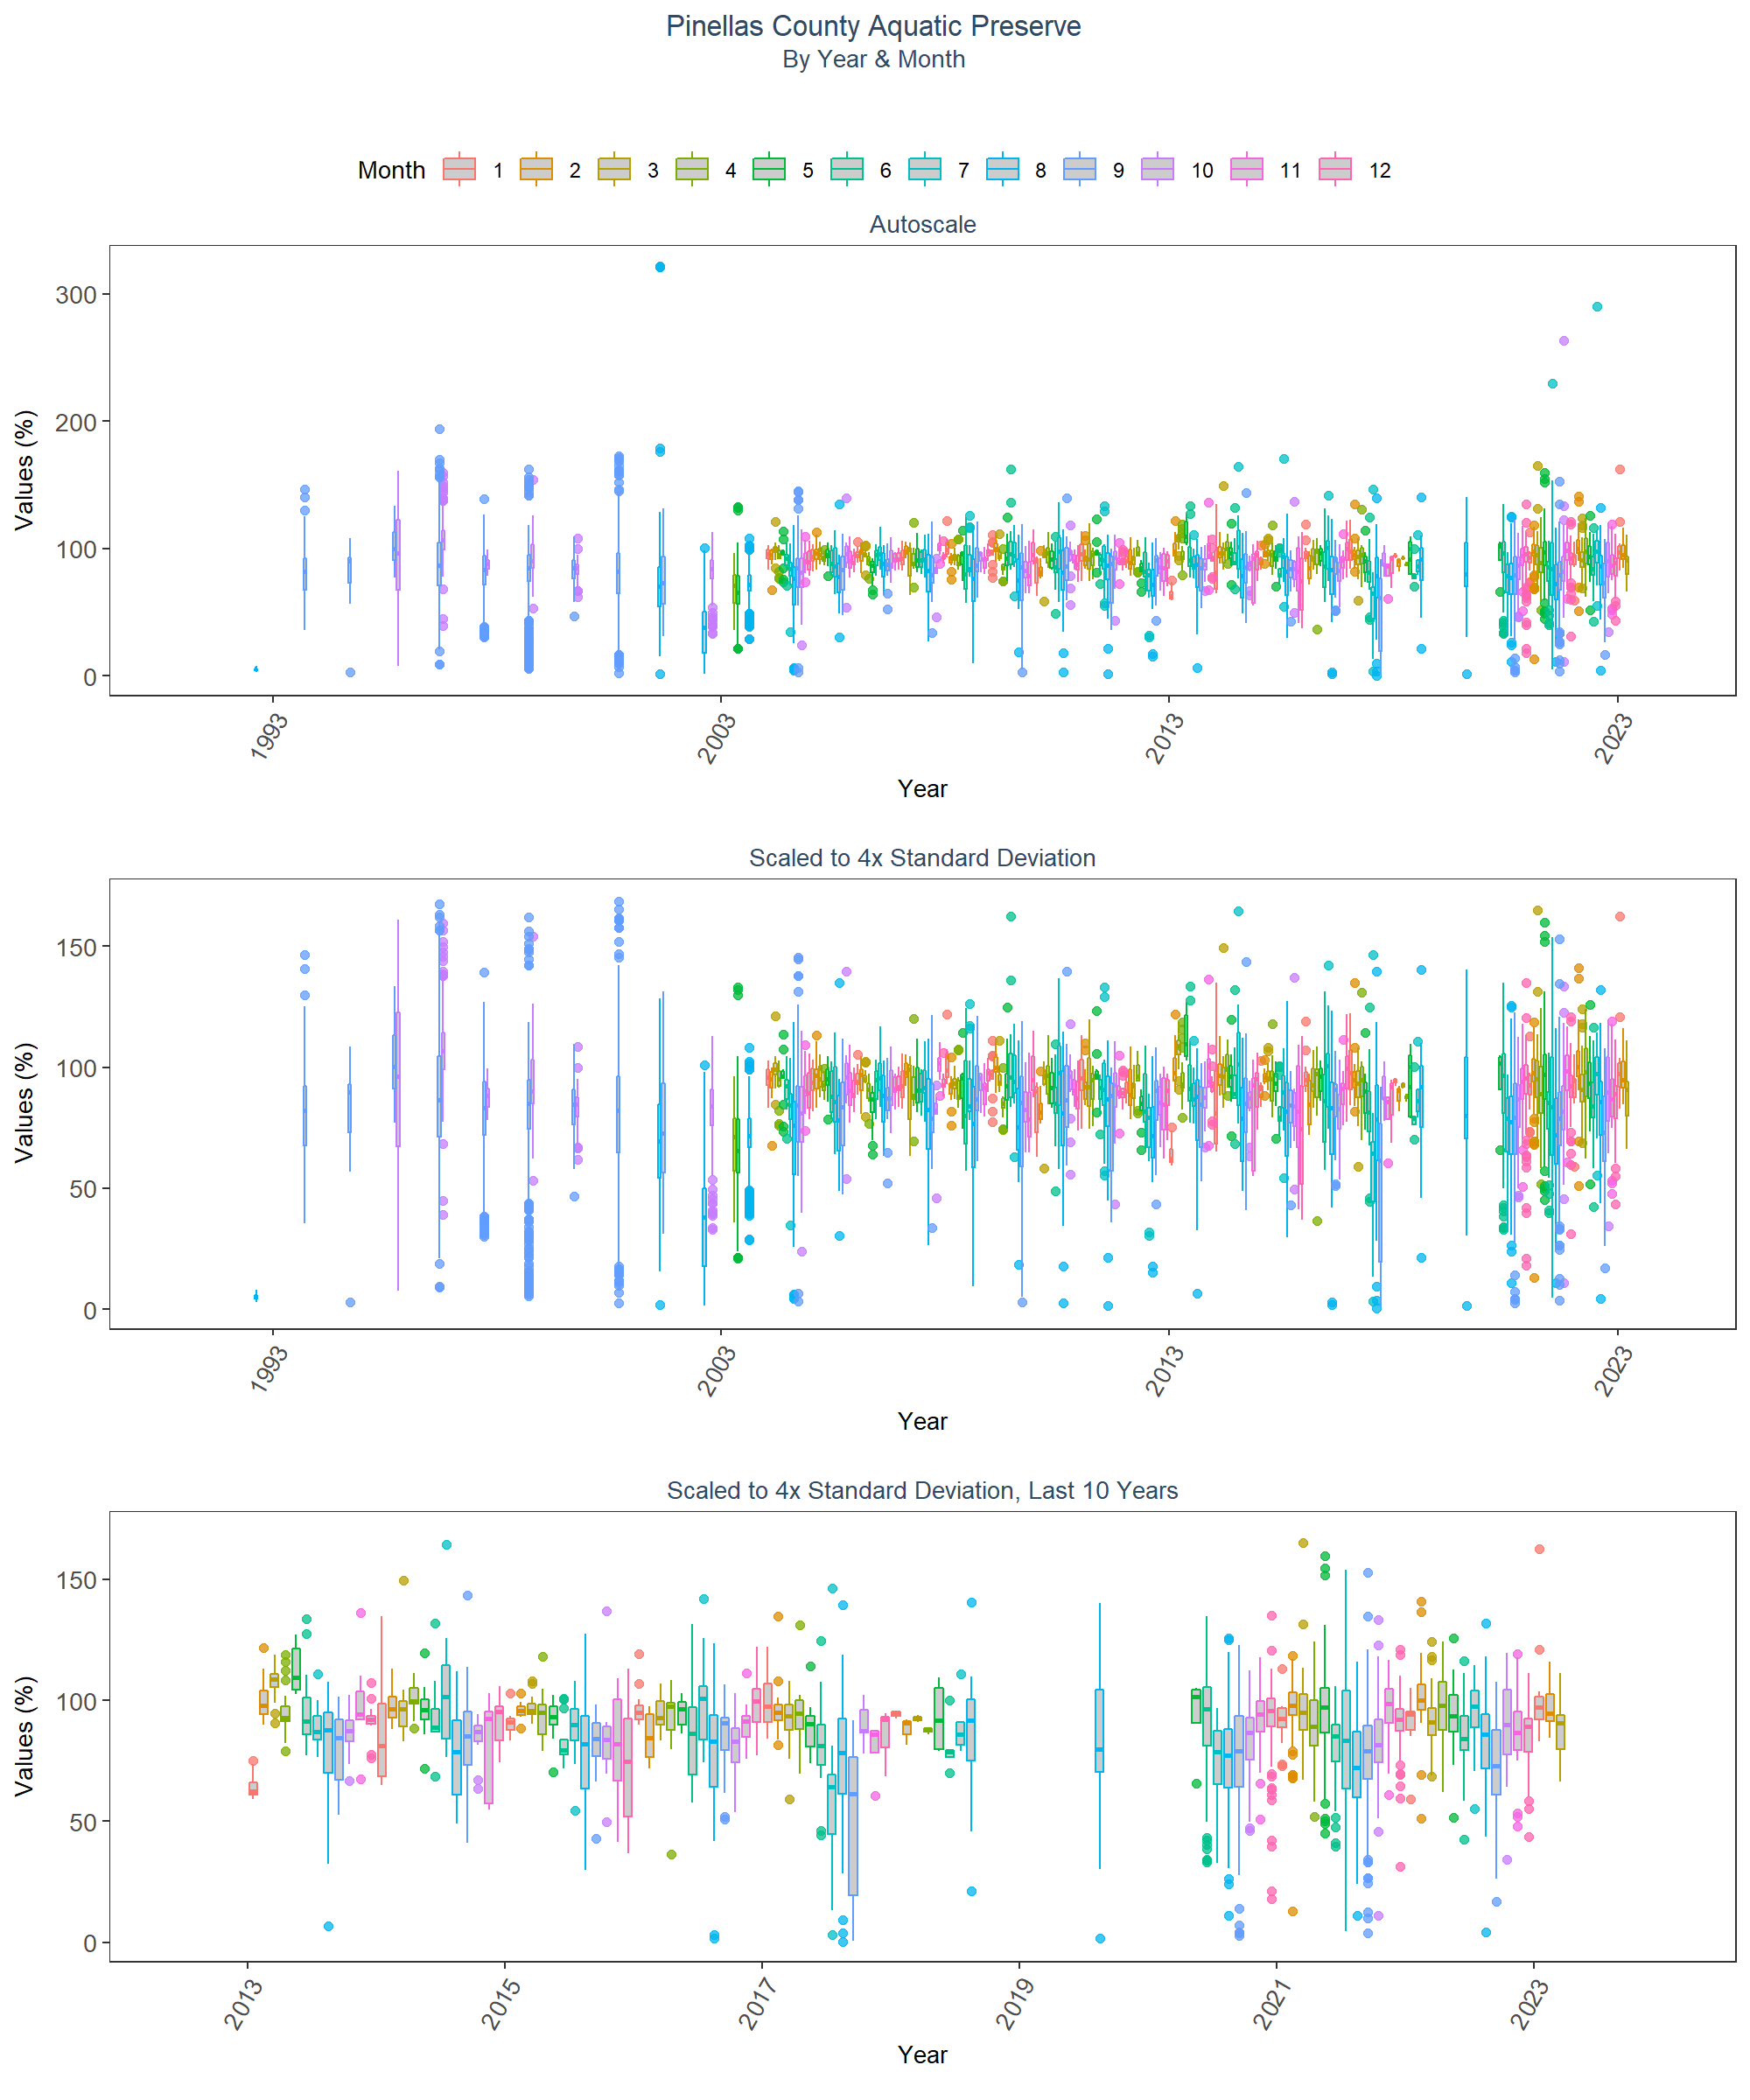 Pinellas County Aquatic Preserve
By Year & Month
Month 1 2 3 4 5 6 7 8 9 10 11 12
Autoscale
300
200
100
0
Values (%)
1993 2003 2013 2023
Year
Scaled to 4x Standard Deviation
150
100
50
0
Values (%)
1993 2003 2013 2023
Year
Scaled to 4x Standard Deviation, Last 10 Years
150
100
50
0
Values (%)
2013 2015 2017 2019 2021 2023
Year